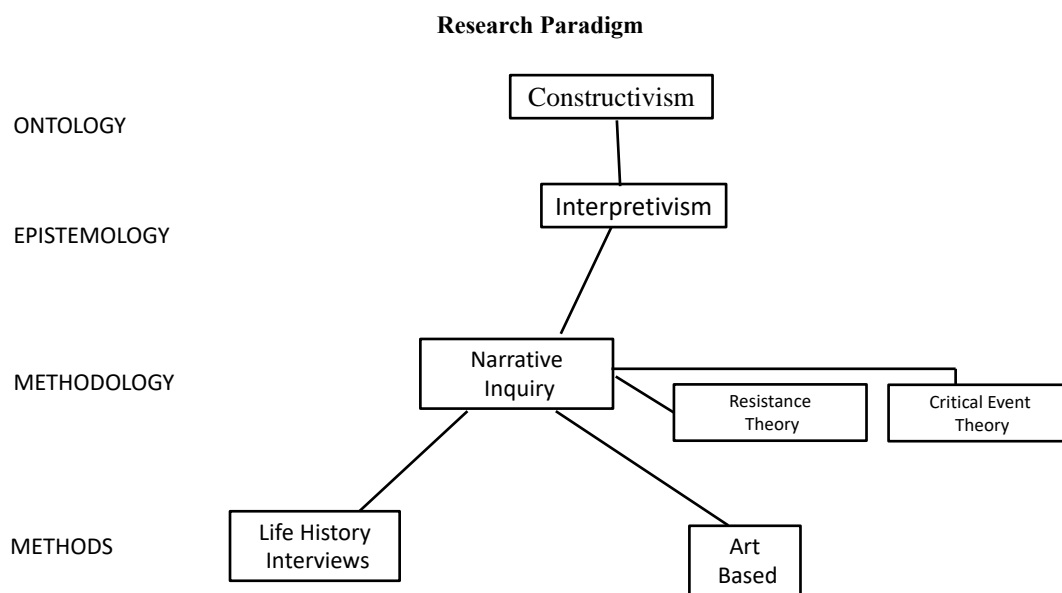 Research Paradigm
Constructivism
ONTOLOGY
Interpretivism
EPISTEMOLOGY
Narrative
Inquiry
METHODOLOGY
Resistance
Theory
Critical Event
Theory
Life History
Interviews
METHODS
Art
Based